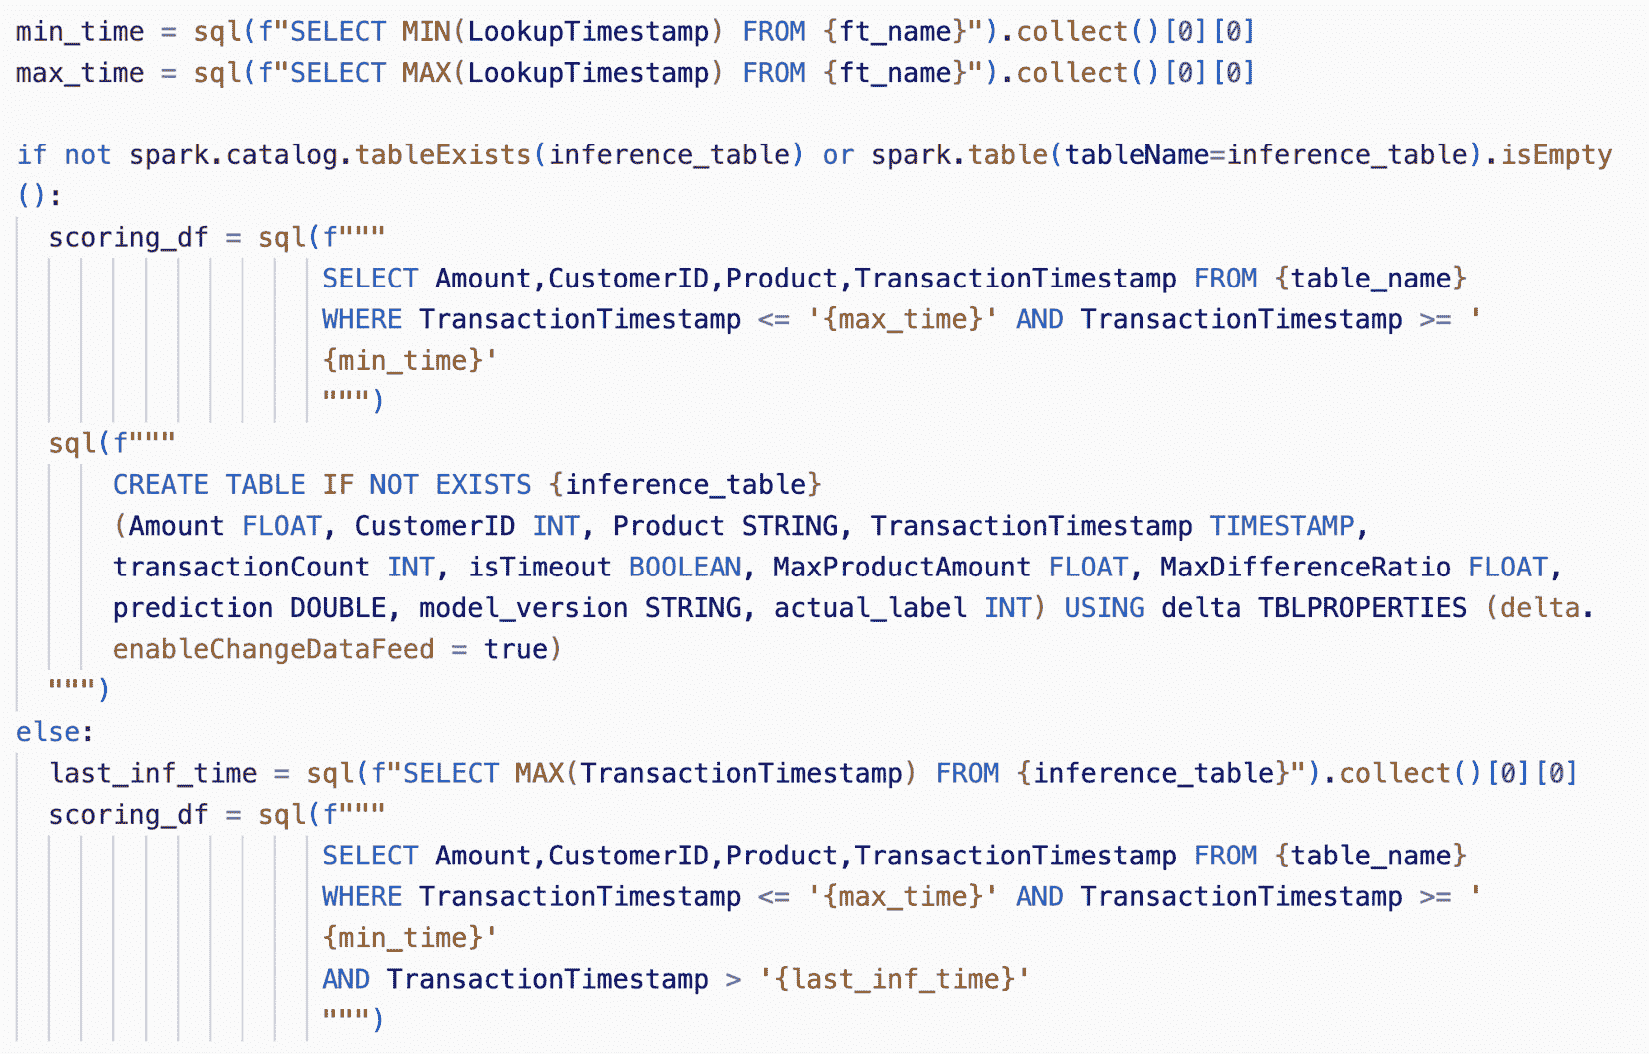 min_time = sql(f"SELECT MIN(LookupTimestamp) FROM {ft_name}").collect()[0][0]
max_time = sql(f"SELECT MAX(LookupTimestamp) FROM {ft_name}").collect()[0][0]
if not spark.catalog.tableExists(inference_table) or spark.table(tableName=inference_table).isEmpty
():
scoring_df = sql(f"""
SELECT Amount,CustomerID,Product,TransactionTimestamp FROM {table_name}
WHERE TransactionTimestamp <= '{max_time}' AND TransactionTimestamp >= '
{min_time}'
""")
sql(f"""
CREATE TABLE IF NOT EXISTS {inference_table}
(Amount FLOAT, CustomerID INT, Product STRING, TransactionTimestamp TIMESTAMP,
transactionCount INT, isTimeout BOOLEAN, MaxProductAmount FLOAT, MaxDifferenceRatio FLOAT,
prediction DOUBLE, model_version STRING, actual_label INT) USING delta TBLPROPERTIES (delta.
enableChangeDataFeed = true)
""")
else:
last_inf_time = sql(f"SELECT MAX(TransactionTimestamp) FROM {inference_table}").collect()[0][0]
scoring_df = sql(f"""
SELECT Amount,CustomerID,Product,TransactionTimestamp FROM {table_name}
WHERE TransactionTimestamp <= '{max_time}' AND TransactionTimestamp >= '
{min_time}'
AND TransactionTimestamp > '{last_inf_time}'
""")